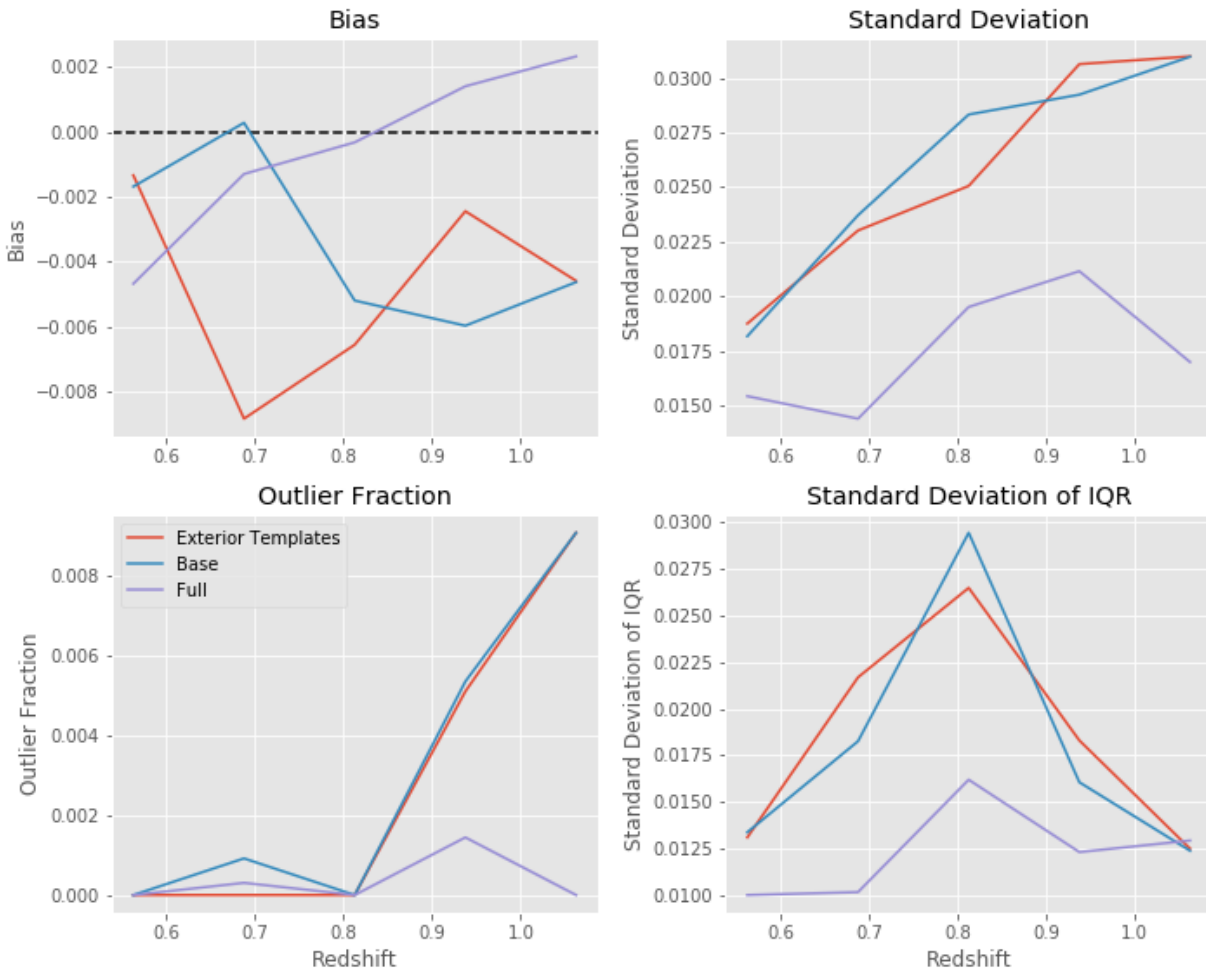 Bias
0.002
0.000
−0.002
−0.004
−0.006
−0.008
Bias
0.6 0.7 0.8 0.9 1.0
Standard Deviation
0.0300
0.0275
0.0250
0.0225
0.0200
0.0175
0.0150
Standard Deviation
0.6 0.7 0.8 0.9 1.0
Outlier Fraction
Exterior Templates
Base
Full
0.008
0.006
0.004
0.002
0.000
Outlier Fraction
0.6 0.7 0.8 0.9 1.0
Redshift
Standard Deviation of IQR
0.0300
0.0275
0.0250
0.0225
0.0200
0.0175
0.0150
0.0125
0.0100
Standard Deviation of IQR
0.6 0.7 0.8 0.9 1.0
Redshift